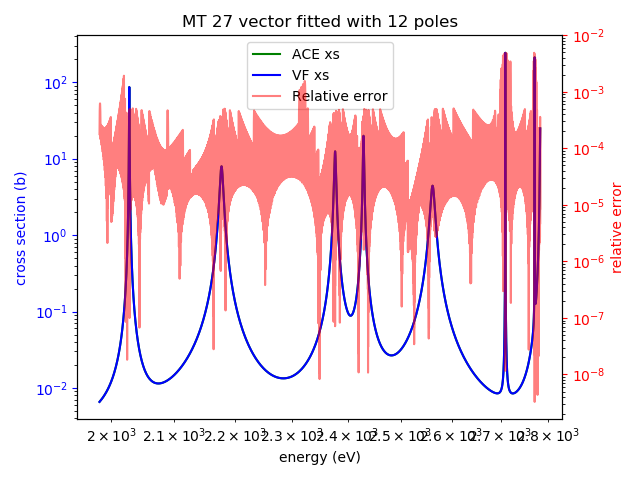 MT 27 vector fitted with 12 poles
ACE xs
VF xs
Relative error
cross section (b)
10²
10¹
10⁰
10⁻¹
10⁻²
10⁻²
10⁻³
10⁻⁴
10⁻⁵
10⁻⁶
10⁻⁷
10⁻⁸
relative error
2 × 10³ 2.1 × 10³ 2.2 × 10³ 2.3 × 10³ 2.4 × 10³ 2.5 × 10³ 2.6 × 10³ 2.7 × 10³ 2.8 × 10³
energy (eV)